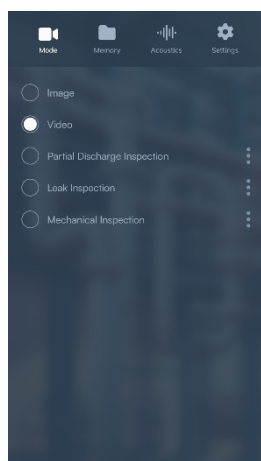 Mode
Memory
Acoustics
Settings
Image
Video
Partial Discharge Inspection
Leak Inspection
Mechanical Inspection